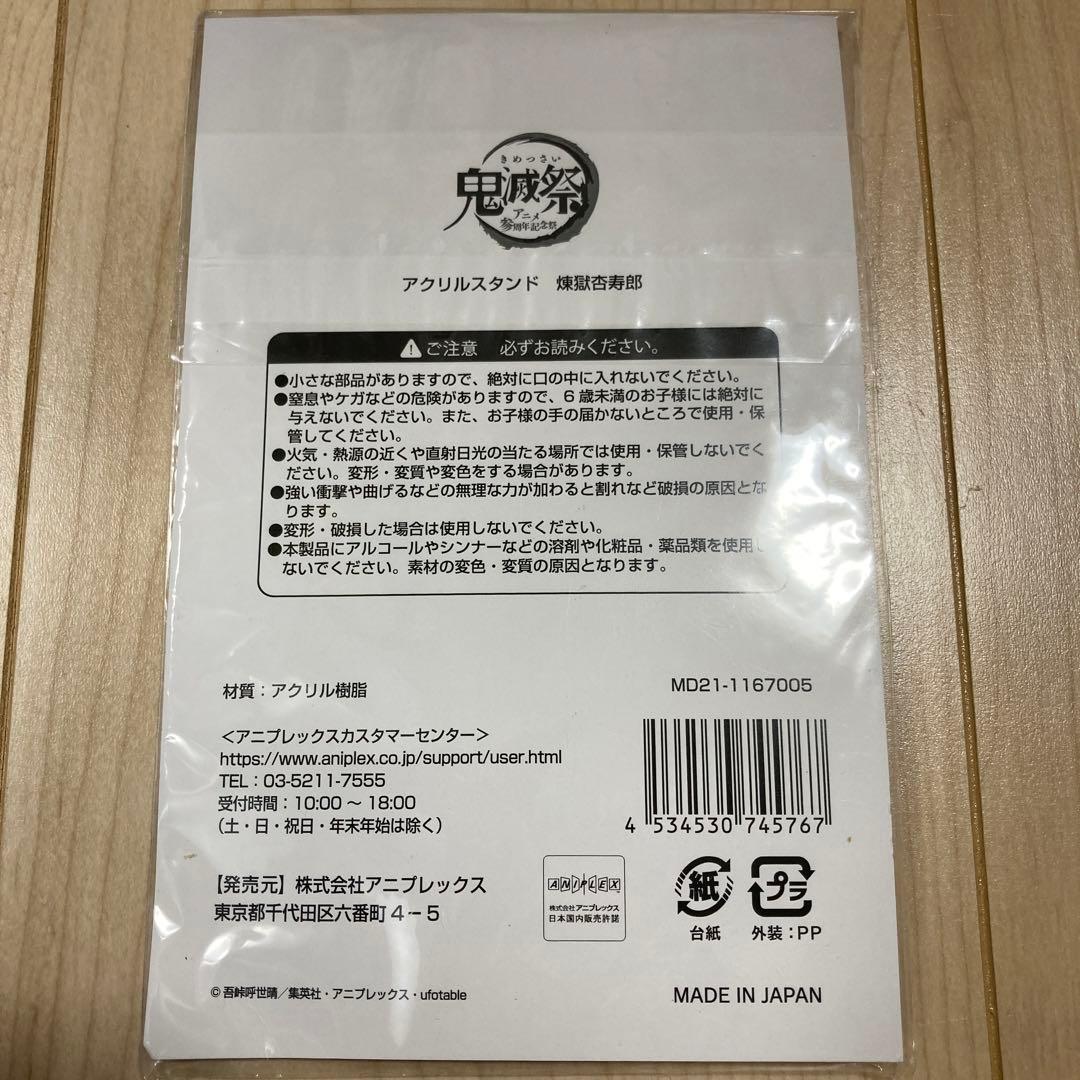 きめつさい
鬼滅祭
アニメ
参周年記念祭
アクリルスタンド 煉獄杏寿郎
ご注意 必ずお読みください。
●小さな部品がありますので、絶対に口の中に入れないでください。
●窒息やケガなどの危険がありますので、6歳未満のお子様には絶対に
与えないでください。また、お子様の手の届かないところで使用・保
管してください。
●火気・熱源の近くや直射日光の当たる場所では使用・保管しないでく
ださい。変形・変質や変色をする場合があります。
●強い衝撃や曲げるなどの無理な力が加わると割れなど破損の原因とな
ります。
●変形・破損した場合は使用しないでください。
●本製品にアルコールやシンナーなどの溶剤や化粧品・薬品類を使用し
ないでください。素材の変色・変質の原因となります。
材質:アクリル樹脂
MD21-1167005
<アニプレックスカスタマーセンター>
https://www.aniplex.co.jp/support/user.html
TEL:03-5211-7555
受付時間:10:00~18:00
(土・日・祝日・年末年始は除く)
4 534530 745767
【発売元】株式会社アニプレックス
東京都千代田区六番町4-5
ANIPLEX
株式会社アニプレックス
日本国内販売許諾
紙
台紙
プラ
外装:PP
©吾峠呼世晴/集英社・アニプレックス・ufotable
MADE IN JAPAN